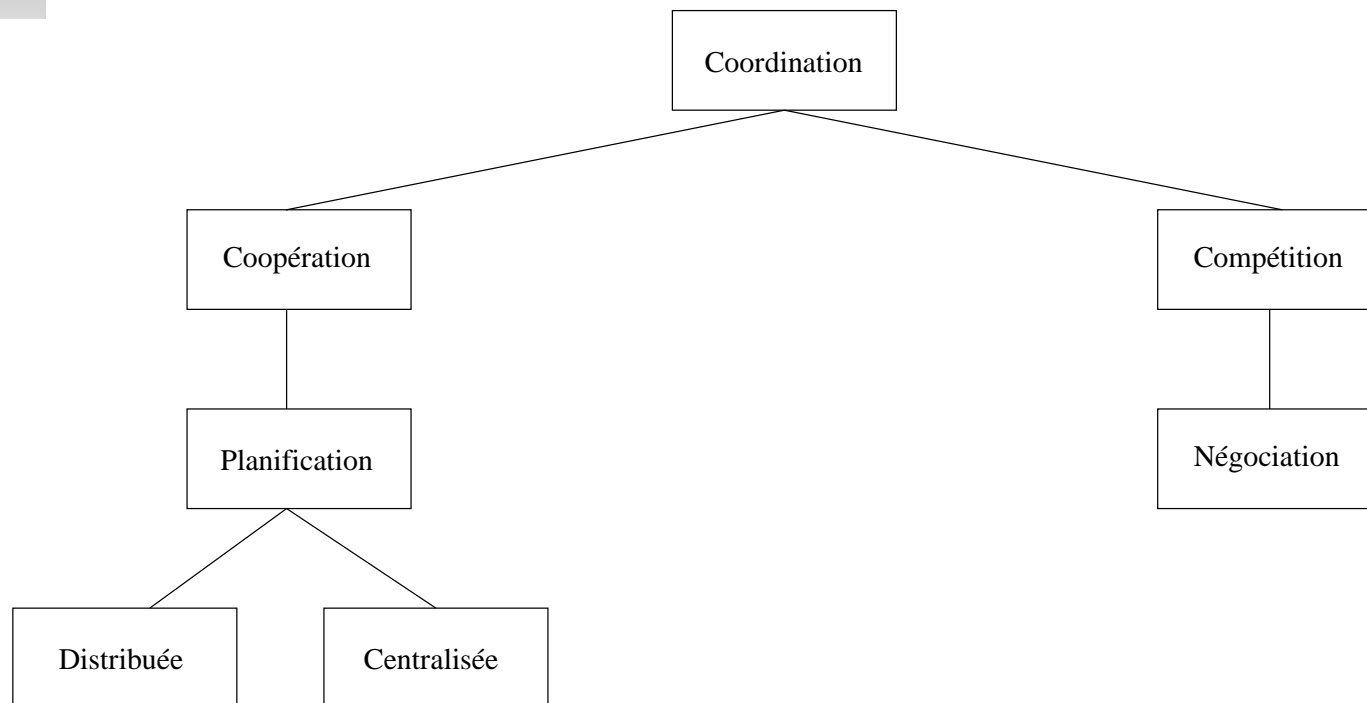 Coordination
Coopération
Compétition
Planification
Négociation
Distribuée
Centralisée